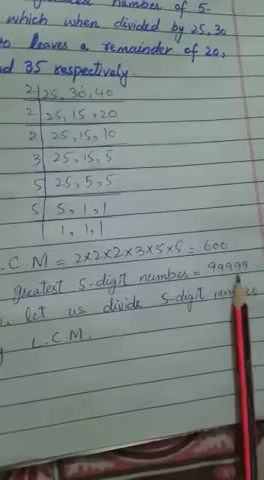 number of 5-
which when divided by 25, 30
to leaves a remainder of 20,
nd 35 respectively.
2 | 25, 30, 40
2 | 25, 15, 20
2 | 25, 15, 10
3 | 25, 15, 5
5 | 25, 5, 5
5 | 5, 1, 1
| 1, 1, 1
.C.M = 2×2×2×3×5×5 = 600
greatest 5-digit number = 99999
let us divide 5-digit
L.C.M.